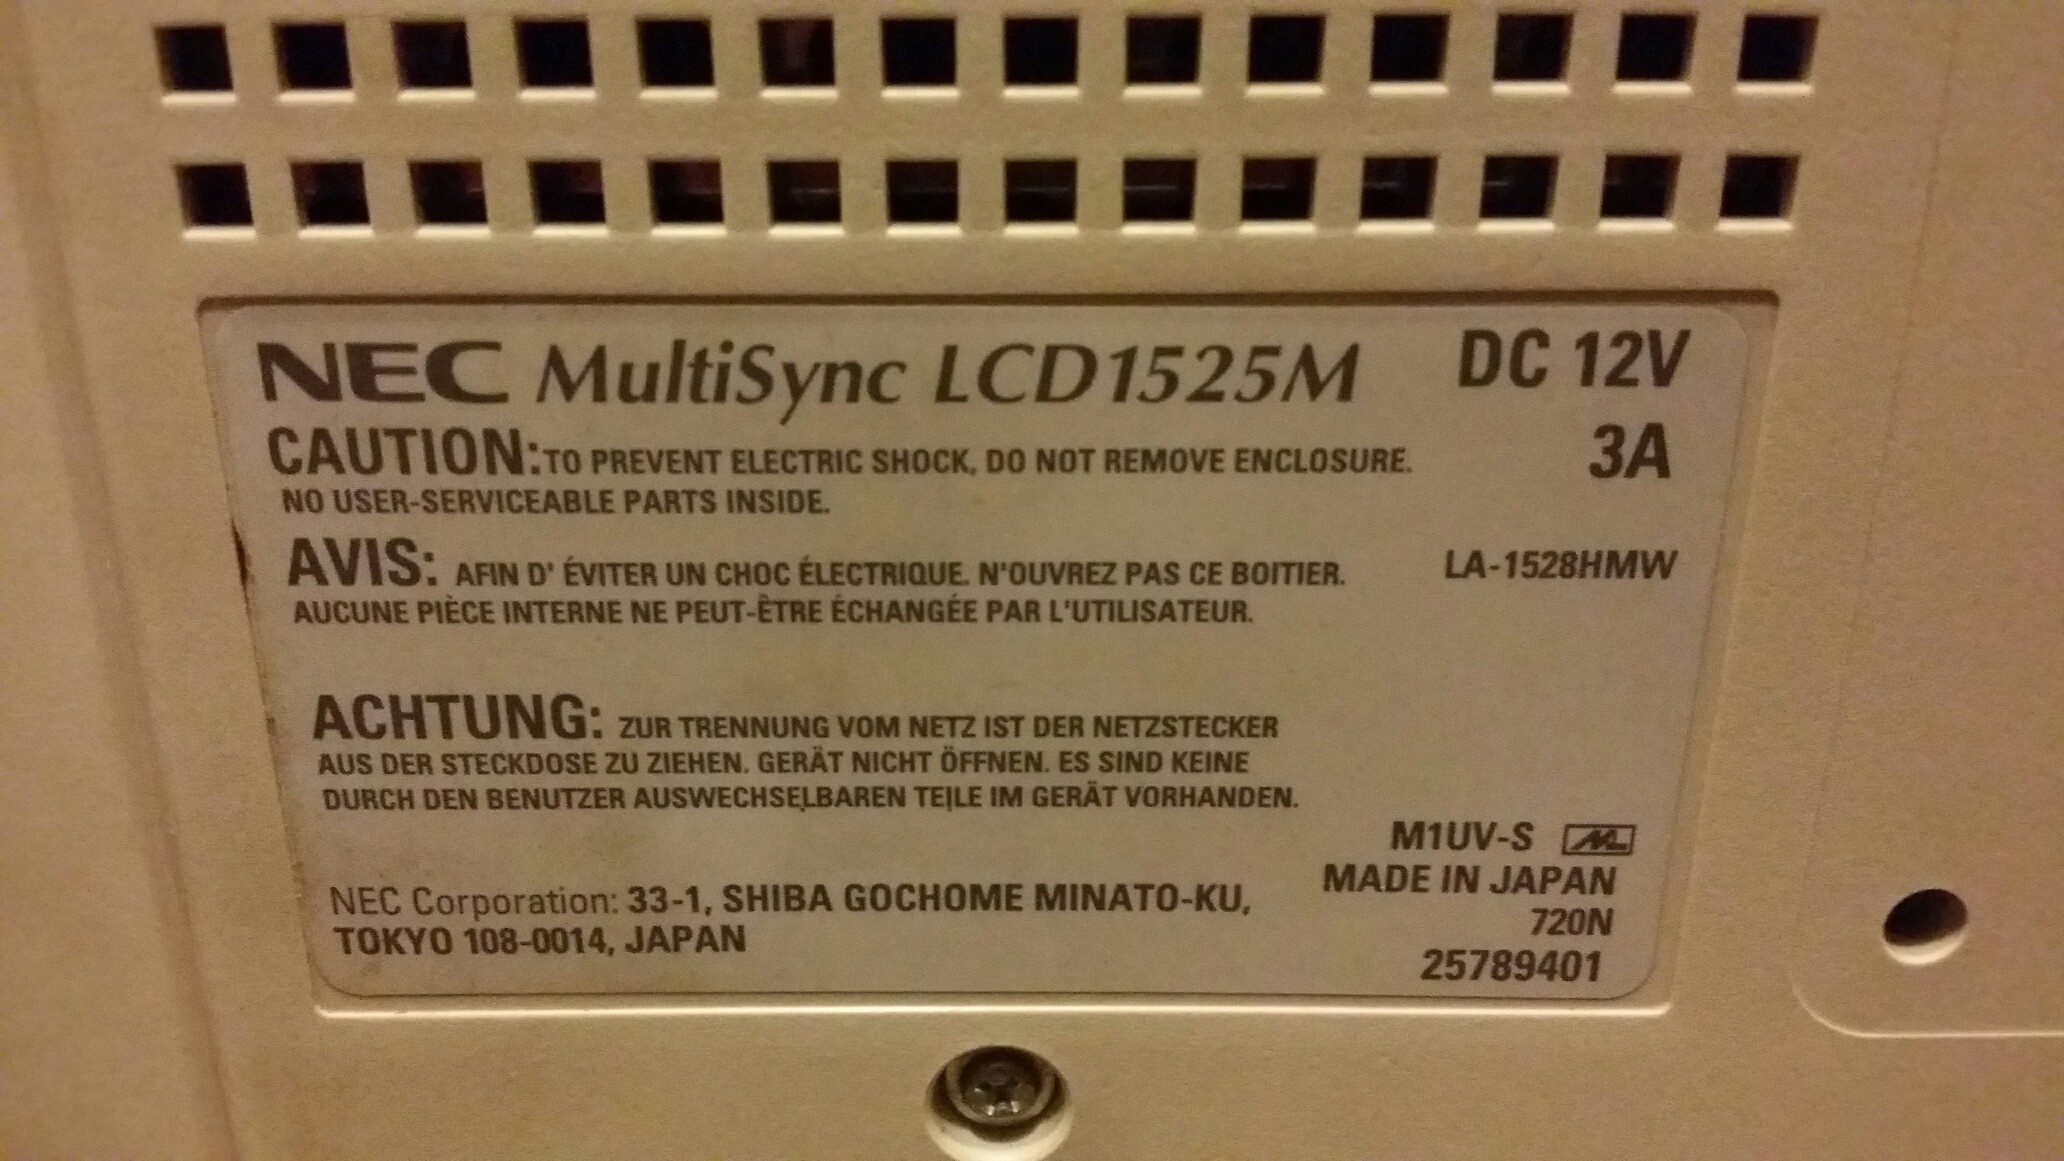 NEC MultiSync LCD1525M DC 12V
3A
CAUTION: TO PREVENT ELECTRIC SHOCK, DO NOT REMOVE ENCLOSURE.
NO USER-SERVICEABLE PARTS INSIDE.
AVIS: AFIN D' ÉVITER UN CHOC ÉLECTRIQUE. N'OUVREZ PAS CE BOITIER.
AUCUNE PIÈCE INTERNE NE PEUT-ÊTRE ÉCHANGÉE PAR L'UTILISATEUR.
LA-1528HMW
ACHTUNG: ZUR TRENNUNG VOM NETZ IST DER NETZSTECKER
AUS DER STECKDOSE ZU ZIEHEN. GERÄT NICHT ÖFFNEN. ES SIND KEINE
DURCH DEN BENUTZER AUSWECHSELBAREN TEILE IM GERÄT VORHANDEN.
NEC Corporation: 33-1, SHIBA GOCHOME MINATO-KU,
TOKYO 108-0014, JAPAN
M1UV-S
MADE IN JAPAN
720N
25789401